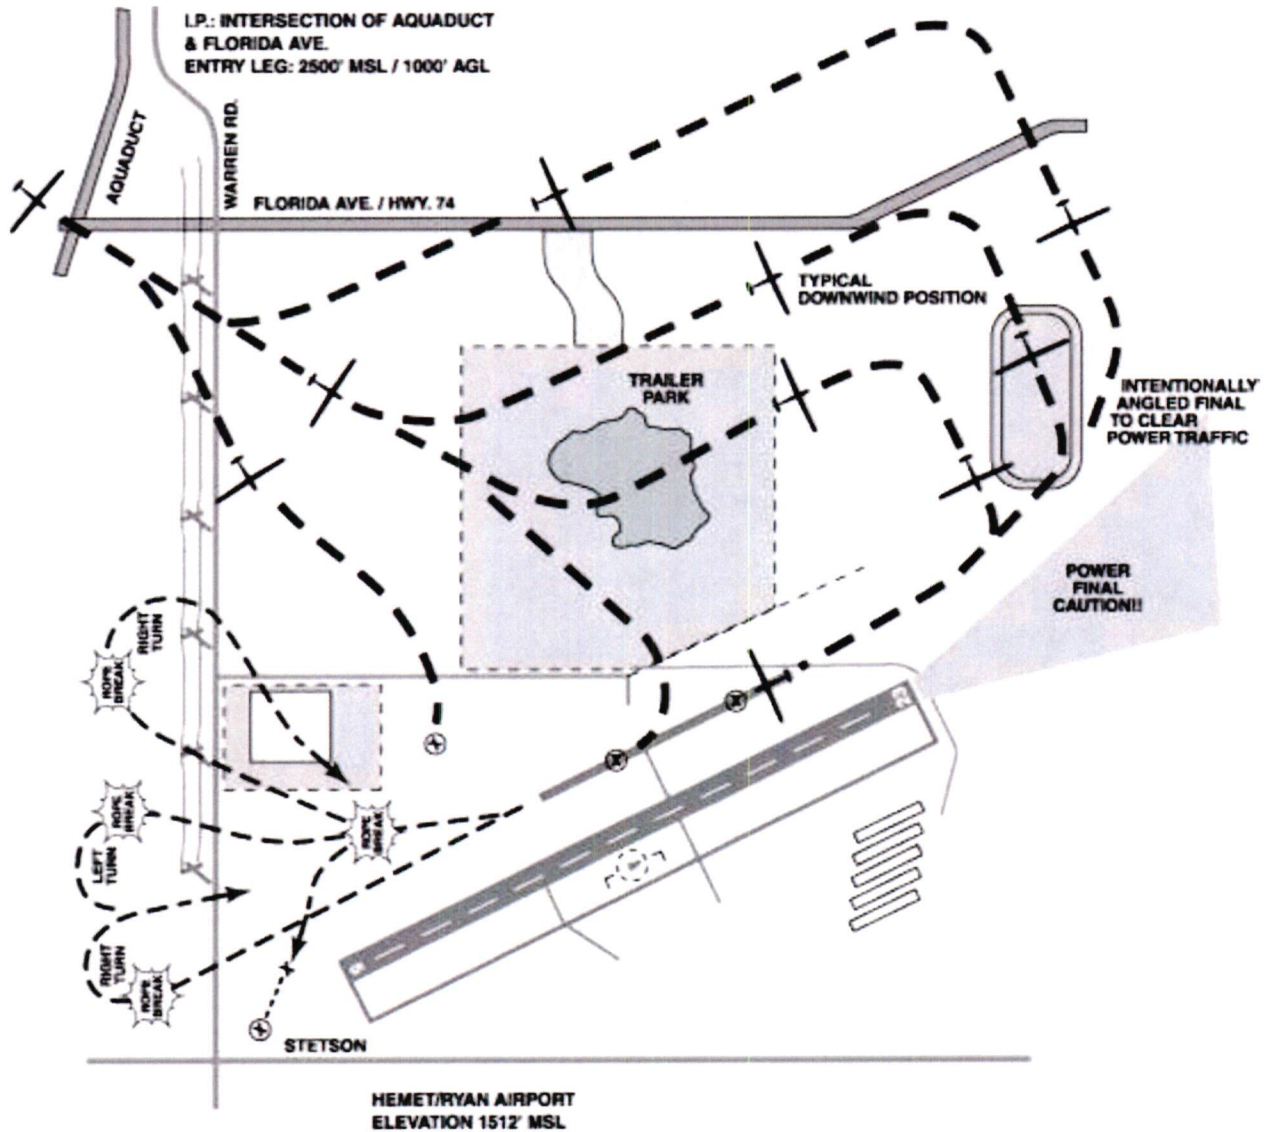 I.P.: INTERSECTION OF AQUADUCT
& FLORIDA AVE.
ENTRY LEG: 2500' MSL / 1000' AGL
AQUADUCT
WARREN RD.
FLORIDA AVE. / HWY. 74
TYPICAL
DOWNWIND POSITION
TRAILER
PARK
INTENTIONALLY
ANGLED FINAL
TO CLEAR
POWER TRAFFIC
POWER
FINAL
CAUTION!!
RIGHT
TURN
ROPE
BREAK
ROPE
BREAK
ROPE
BREAK
LEFT
TURN
RIGHT
TURN
ROPE
BREAK
STETSON
HEMET/RYAN AIRPORT
ELEVATION 1512' MSL